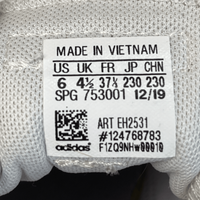 MADE IN VIETNAM
US UK FR JP CHN
6 4½ 37⅓ 230 230
SPG 753001 12/19
ART EH2531
#124768783
adidas F1ZQ9NHW00010